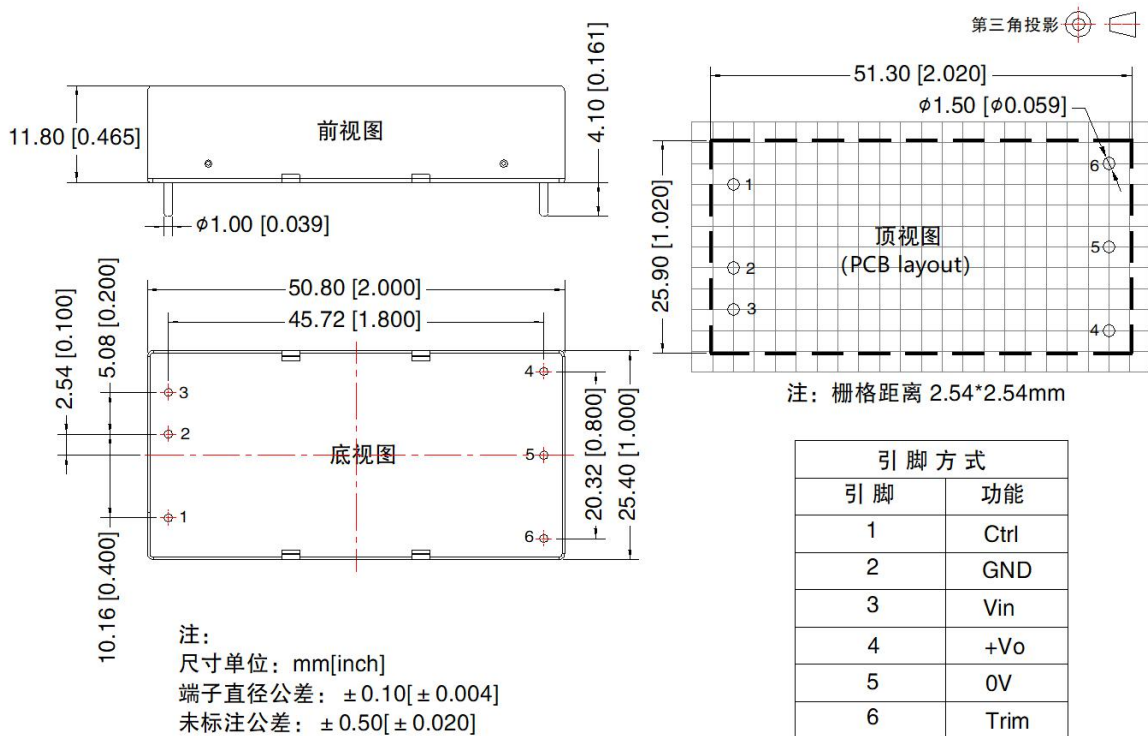 第三角投影
11.80 [0.465]
前视图
4.10 [0.161]
ϕ1.00 [0.039]
51.30 [2.020]
ϕ1.50 [ϕ0.059]
25.90 [1.020]
1
2
3
6
5
4
顶视图
(PCB layout)
注：栅格距离 2.54*2.54mm
50.80 [2.000]
45.72 [1.800]
2.54 [0.100]
5.08 [0.200]
10.16 [0.400]
3
2
1
4
5
6
底视图
20.32 [0.800]
25.40 [1.000]
注：
尺寸单位：mm[inch]
端子直径公差：±0.10[±0.004]
未标注公差：±0.50[±0.020]
引 脚 方 式
引 脚 功能
1 Ctrl
2 GND
3 Vin
4 +Vo
5 0V
6 Trim